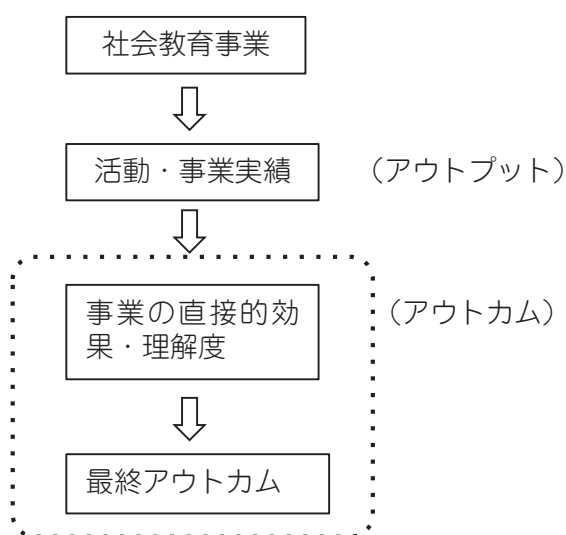 社会教育事業
活動・事業実績
（アウトプット）
事業の直接的効
果・理解度
（アウトカム）
最終アウトカム